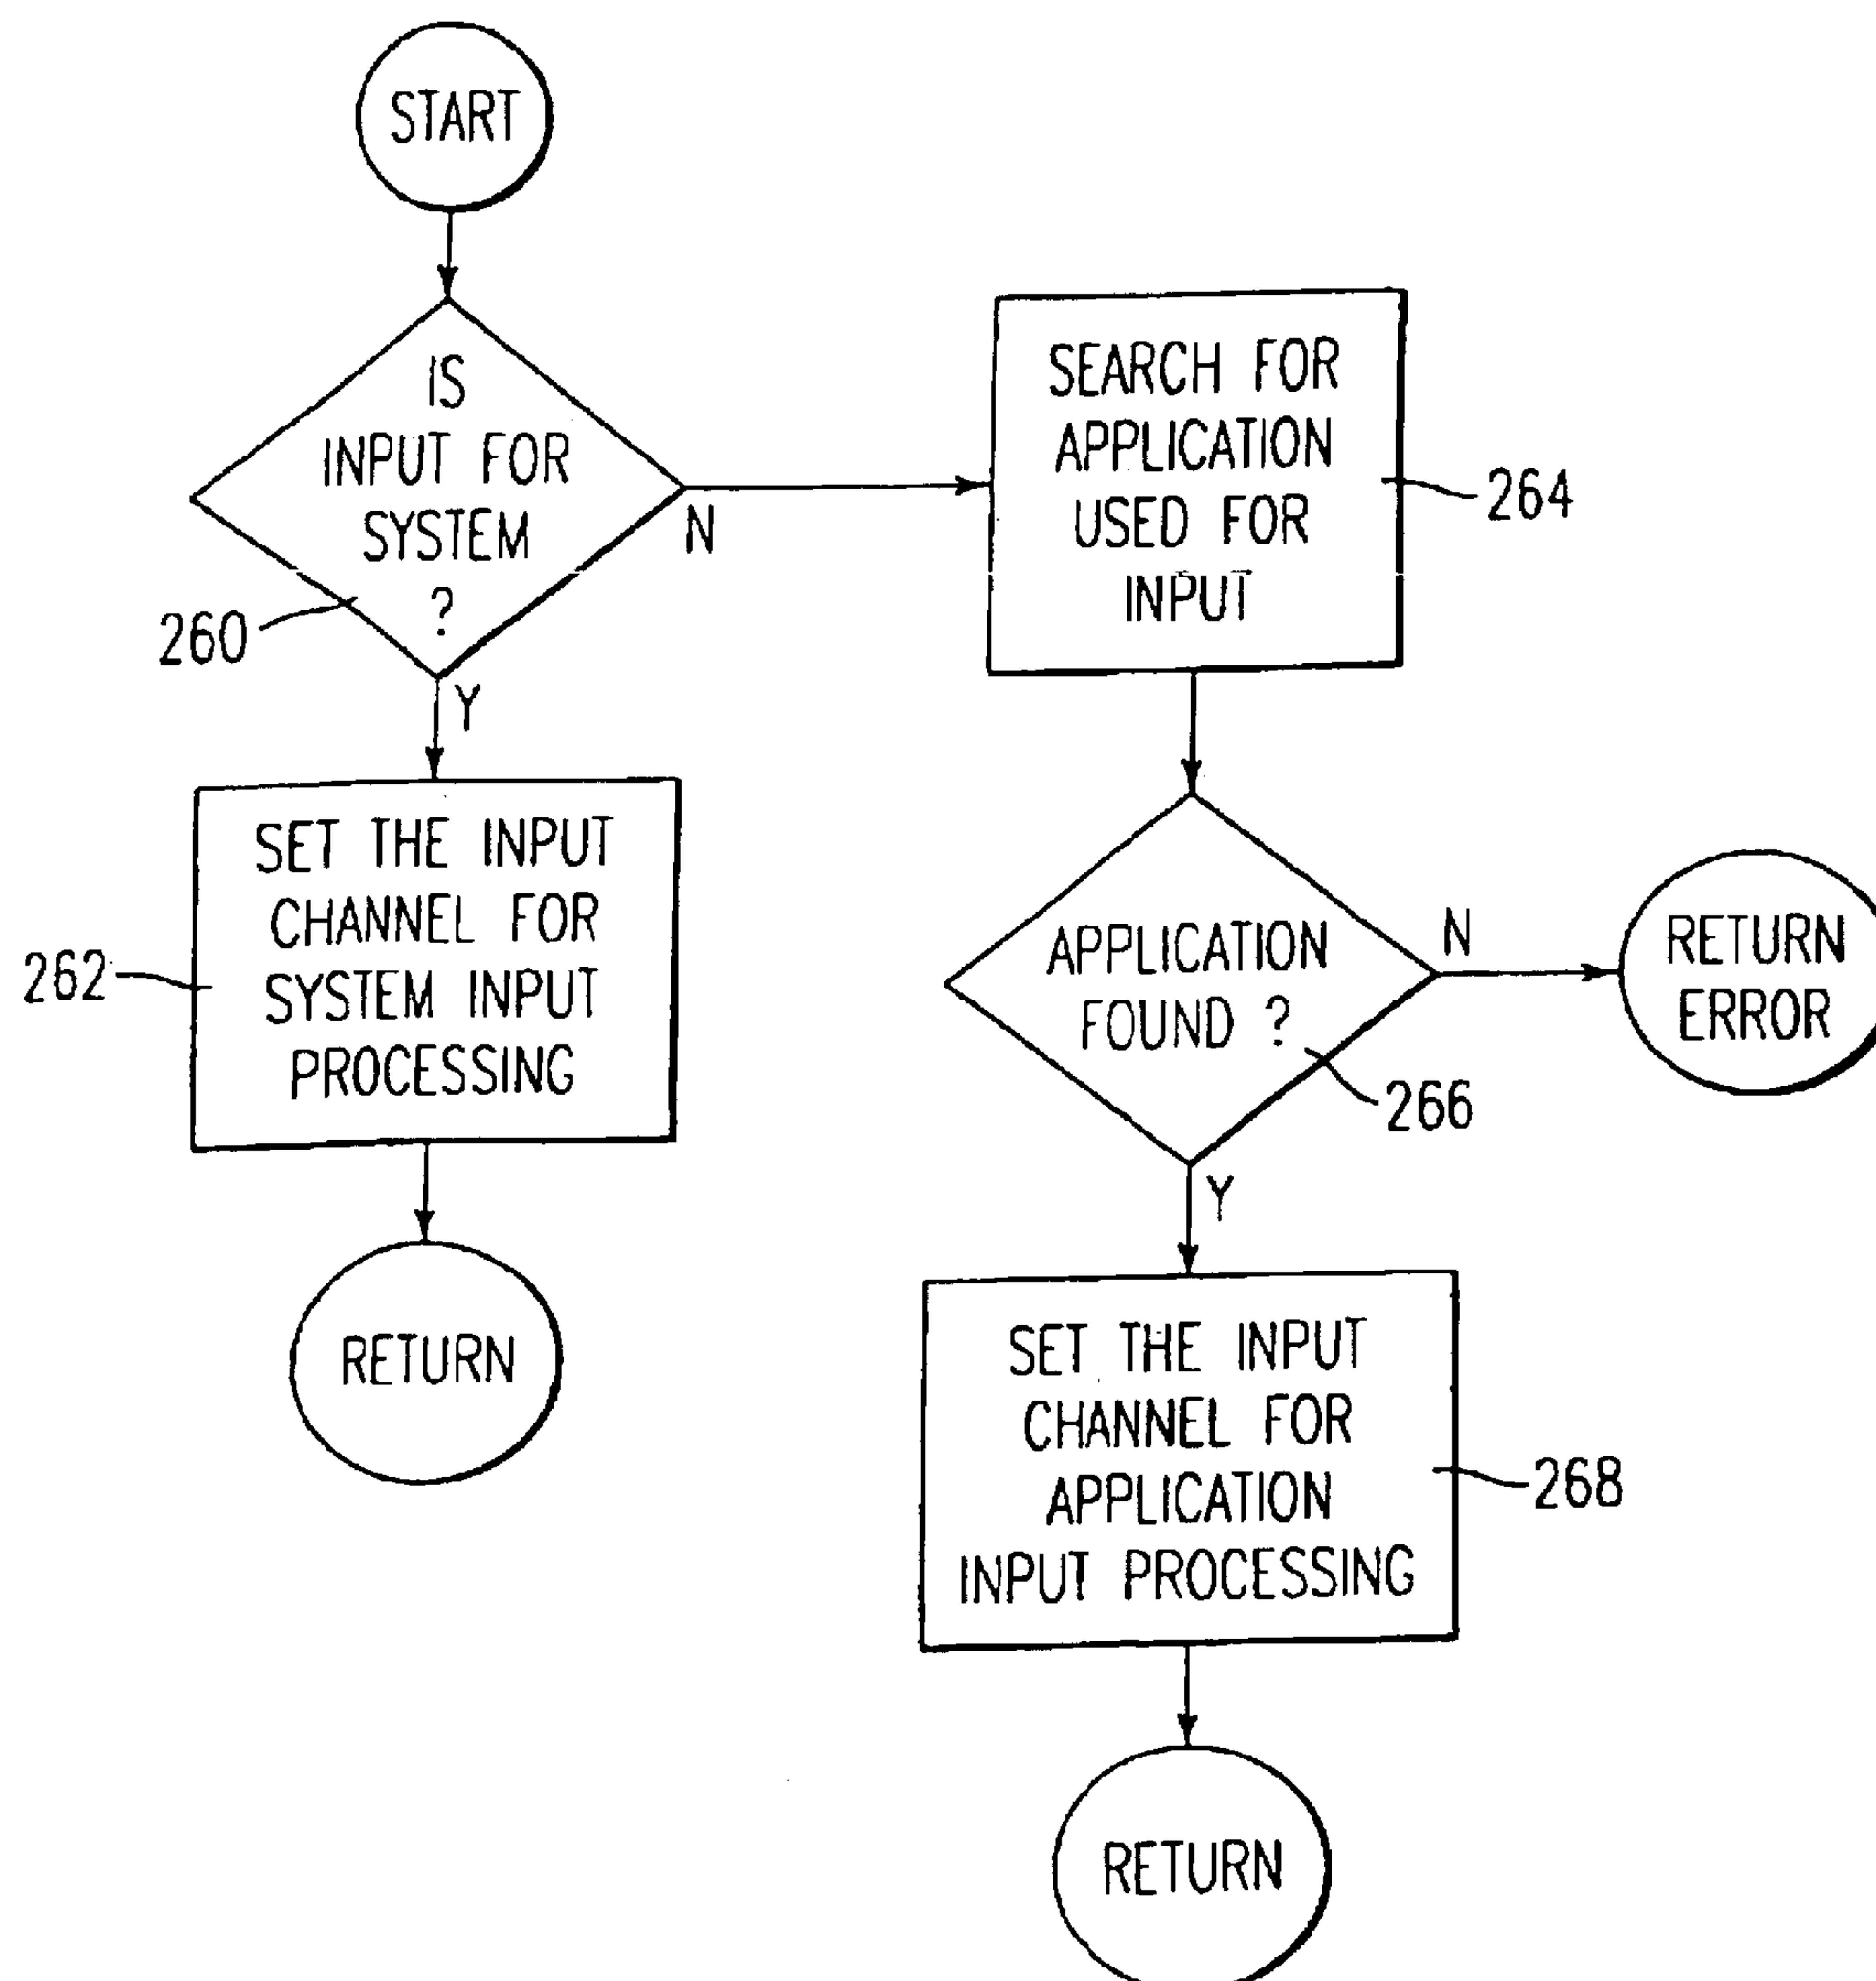 START
IS
INPUT FOR
SYSTEM
?
260
N
Y
SET THE INPUT
CHANNEL FOR
SYSTEM INPUT
PROCESSING
262
RETURN
SEARCH FOR
APPLICATION
USED FOR
INPUT
264
APPLICATION
FOUND ?
266
N
RETURN
ERROR
Y
SET THE INPUT
CHANNEL FOR
APPLICATION
INPUT PROCESSING
268
RETURN